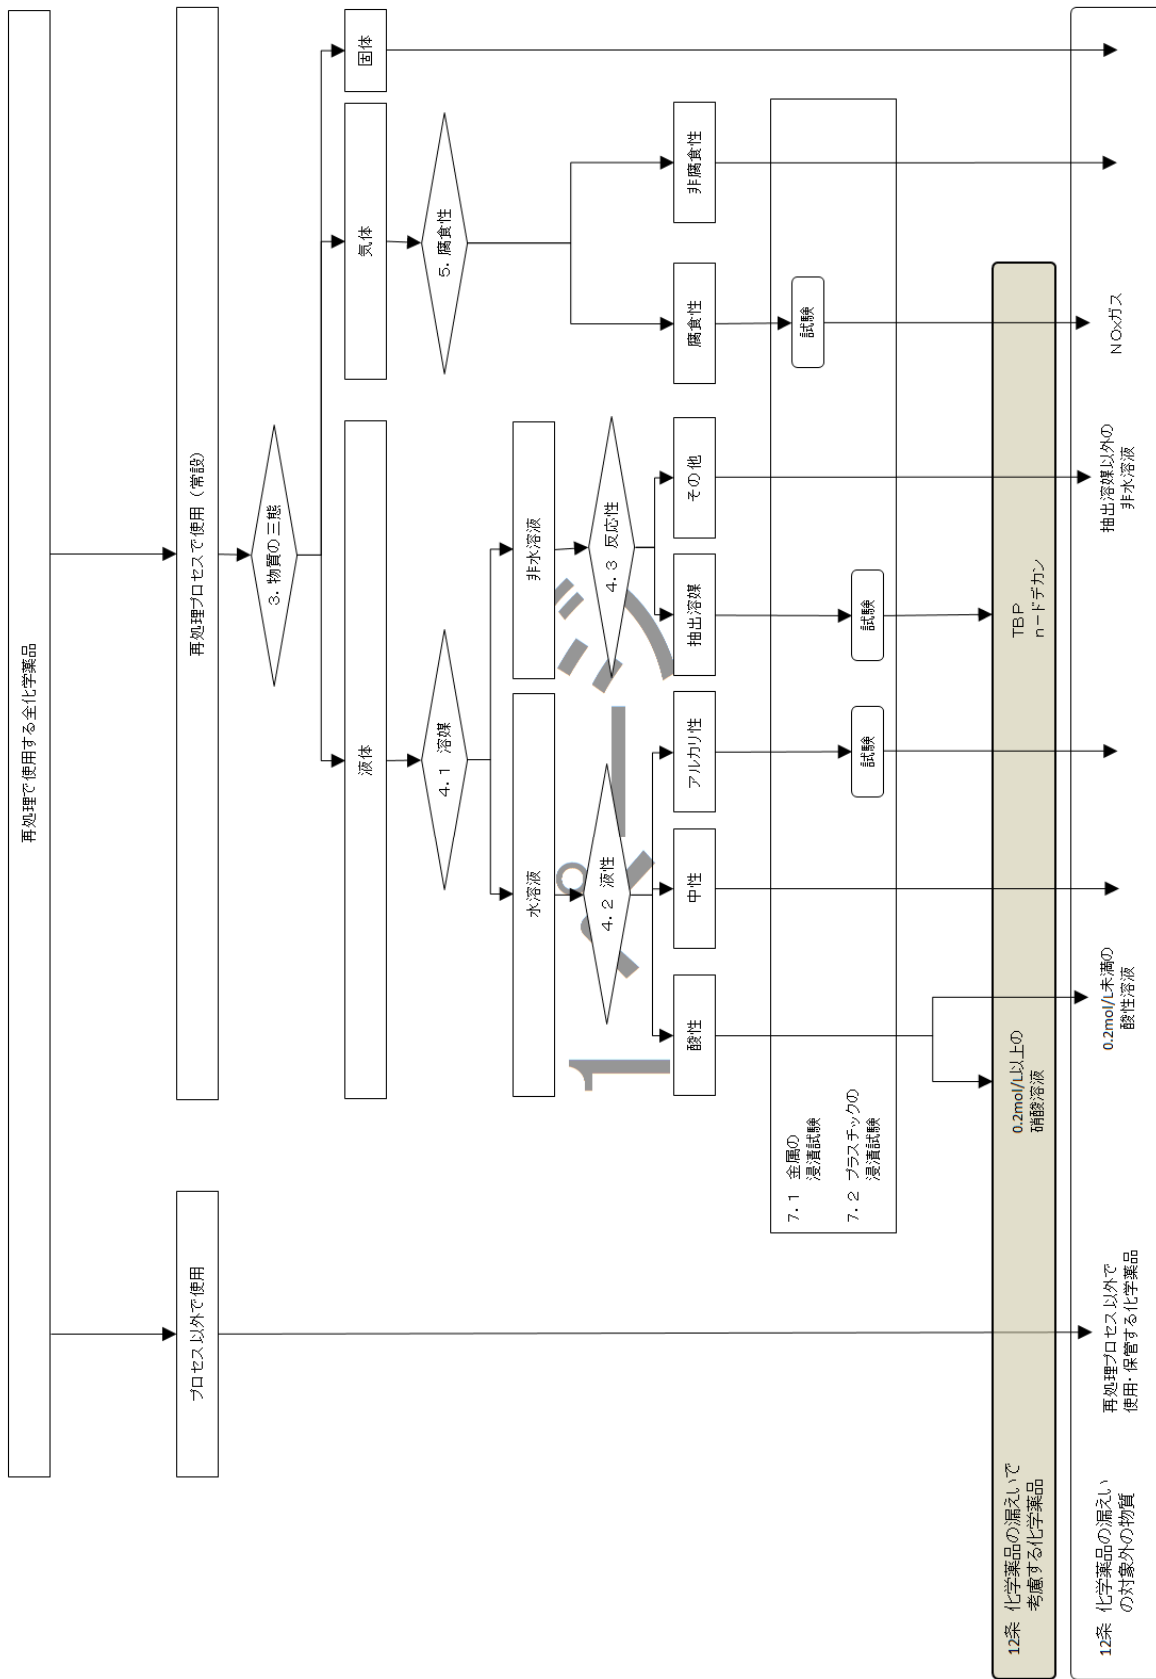 再処理で使用する全化学薬品
プロセス以外で使用
再処理プロセスで使用（常設）
3．物質の三態
液体
気体
固体
4．1 溶媒
5．腐食性
水溶液
非水溶液
4．2 液性
4．3 反応性
酸性
中性
アルカリ性
抽出溶媒
その他
腐食性
非腐食性
7．1 金属の
浸漬試験
7．2 プラスチックの
浸漬試験
試験
試験
試験
12条 化学薬品の漏えいで
考慮する化学薬品
0.2mol/L以上の
硝酸溶液
TBP
n－ドデカン
12条 化学薬品の漏えい
の対象外の物質
再処理プロセス以外で
使用・保管する化学薬品
0.2mol/L未満の
酸性溶液
抽出溶媒以外の
非水溶液
NOxガス
1 ページ